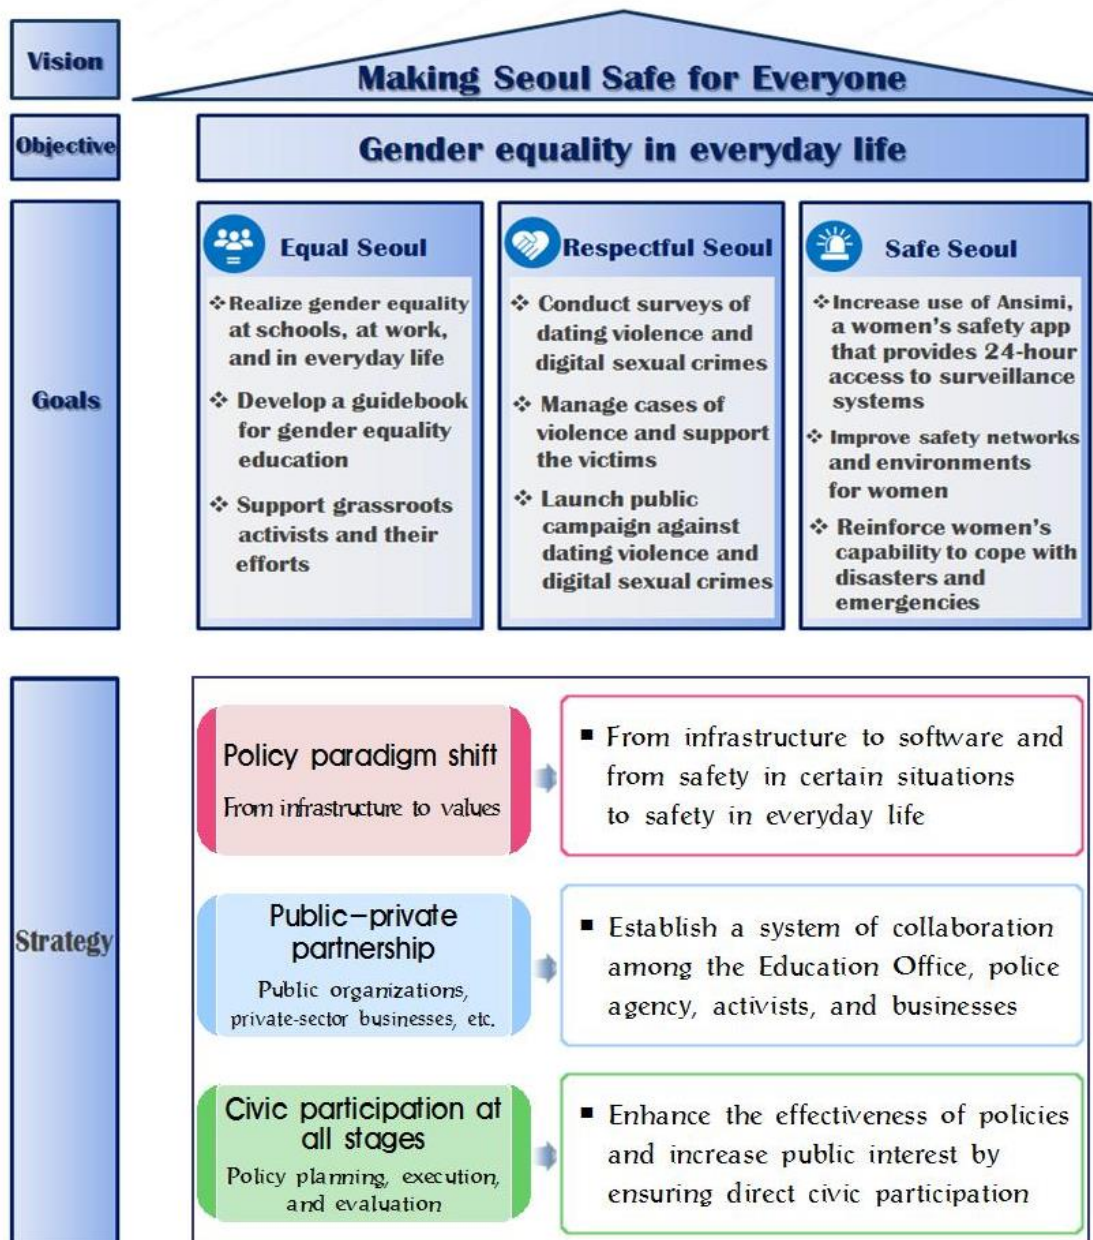 Vision
Making Seoul Safe for Everyone
Objective
Gender equality in everyday life
Goals
Equal Seoul
❖Realize gender equality
at schools, at work,
and in everyday life
❖ Develop a guidebook
for gender equality
education
❖ Support grassroots
activists and their
efforts
Respectful Seoul
❖ Conduct surveys of
dating violence and
digital sexual crimes
❖ Manage cases of
violence and support
the victims
❖ Launch public
campaign against
dating violence and
digital sexual crimes
Safe Seoul
❖Increase use of Ansimi,
a women's safety app
that provides 24-hour
access to surveillance
systems
❖ Improve safety networks
and environments
for women
❖ Reinforce women's
capability to cope with
disasters and
emergencies
Strategy
Policy paradigm shift
From infrastructure to values
▪ From infrastructure to software and
from safety in certain situations
to safety in everyday life
Public–private
partnership
Public organizations,
private-sector businesses, etc.
▪ Establish a system of collaboration
among the Education Office, police
agency, activists, and businesses
Civic participation at
all stages
Policy planning, execution,
and evaluation
▪ Enhance the effectiveness of policies
and increase public interest by
ensuring direct civic participation